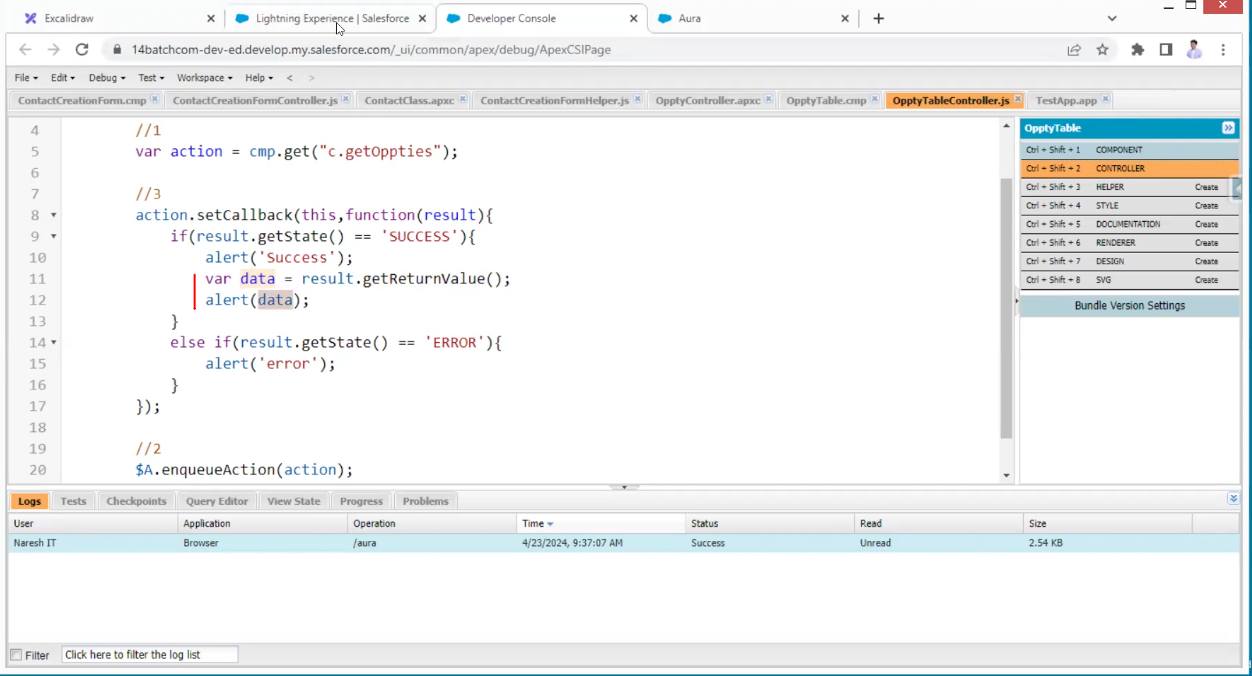 Excalidraw
Lightning Experience | Salesforce
Developer Console
Aura
14batchcom-dev-ed.develop.my.salesforce.com/_ui/common/apex/debug/ApexCSIPage
File Edit Debug Test Workspace Help < >
ContactCreationForm.cmp ContactCreationFormController.js ContactClass.apxc ContactCreationFormHelper.js OpptyController.apxc OpptyTable.cmp OpptyTableController.js TestApp.app
4 //1
5 var action = cmp.get("c.getOppties");
6
7 //3
8 action.setCallback(this,function(result){
9 if(result.getState() == 'SUCCESS'){
10 alert('Success');
11 var data = result.getReturnValue();
12 alert(data);
13 }
14 else if(result.getState() == 'ERROR'){
15 alert('error');
16 }
17 });
18
19 //2
20 $A.enqueueAction(action);
OpptyTable
Ctrl + Shift + 1 COMPONENT
Ctrl + Shift + 2 CONTROLLER
Ctrl + Shift + 3 HELPER Create
Ctrl + Shift + 4 STYLE Create
Ctrl + Shift + 5 DOCUMENTATION Create
Ctrl + Shift + 6 RENDERER Create
Ctrl + Shift + 7 DESIGN Create
Ctrl + Shift + 8 SVG Create
Bundle Version Settings
Logs Tests Checkpoints Query Editor View State Progress Problems
User Application Operation Time Status Read Size
Naresh IT Browser /aura 4/23/2024, 9:37:07 AM Success Unread 2.54 KB
Filter Click here to filter the log list